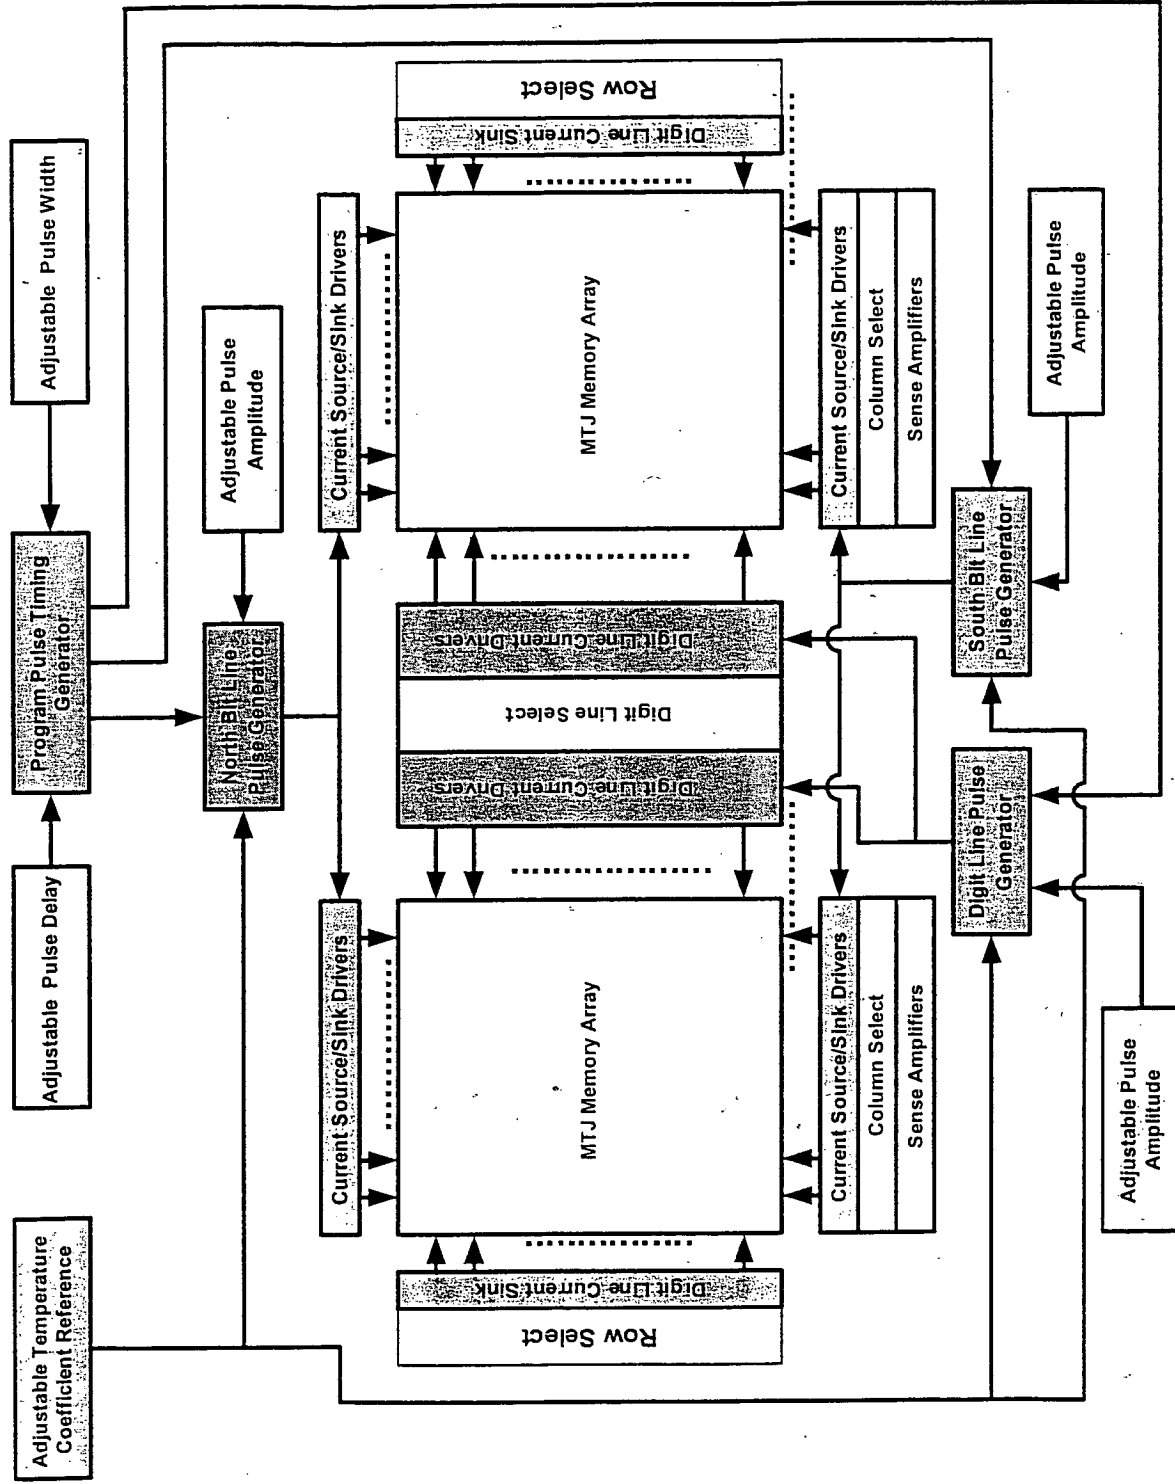 Adjustable Temperature
Coefficient Reference
Adjustable Pulse Delay
Program Pulse Timing
Generator
Adjustable Pulse Width
North Bit Line
Pulse Generator
Adjustable Pulse
Amplitude
Current Source/Sink Drivers
Current Source/Sink Drivers
Row Select
Digit Line Current Sink
MTJ Memory Array
Digit Line Current Drivers
Digit Line Select
Digit Line Current Drivers
MTJ Memory Array
Digit Line Current Sink
Row Select
Current Source/Sink Drivers
Column Select
Sense Amplifiers
Current Source/Sink Drivers
Column Select
Sense Amplifiers
Digit Line Pulse
Generator
South Bit Line
Pulse Generator
Adjustable Pulse
Amplitude
Adjustable Pulse
Amplitude